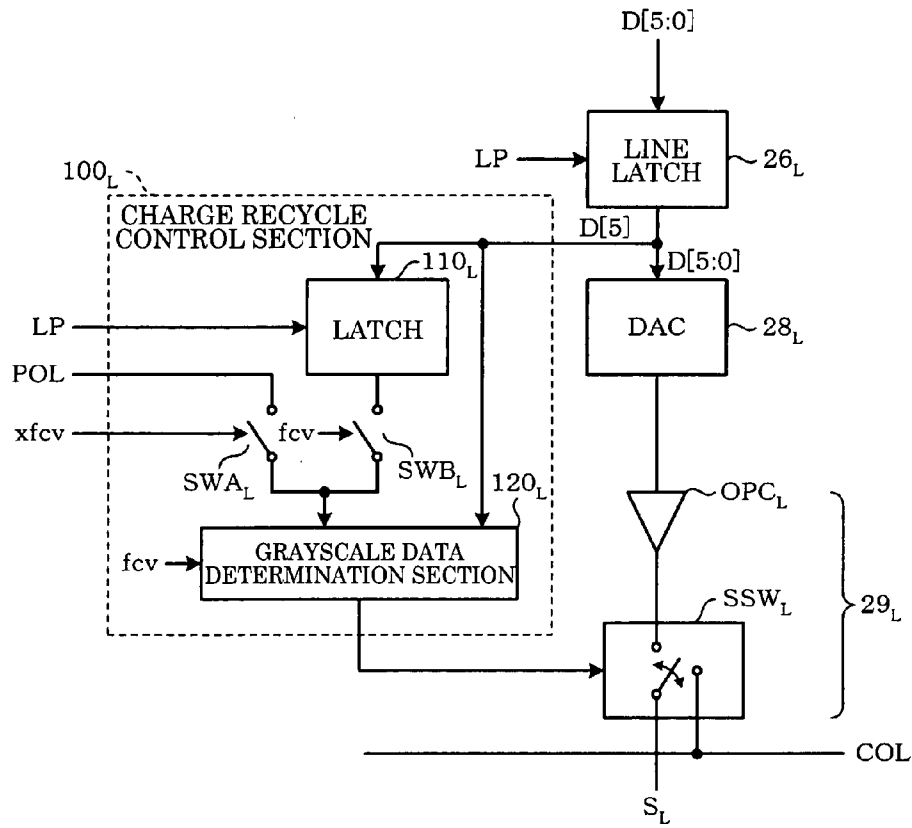 D[5:0]
LP
LINE
LATCH
26L
100L
CHARGE RECYCLE
CONTROL SECTION
D[5]
D[5:0]
110L
LP
LATCH
DAC
28L
POL
xfcv
fcv
SWAL
SWBL
120L
OPCL
fcv
GRAYSCALE DATA
DETERMINATION SECTION
SSWL
29L
COL
SL